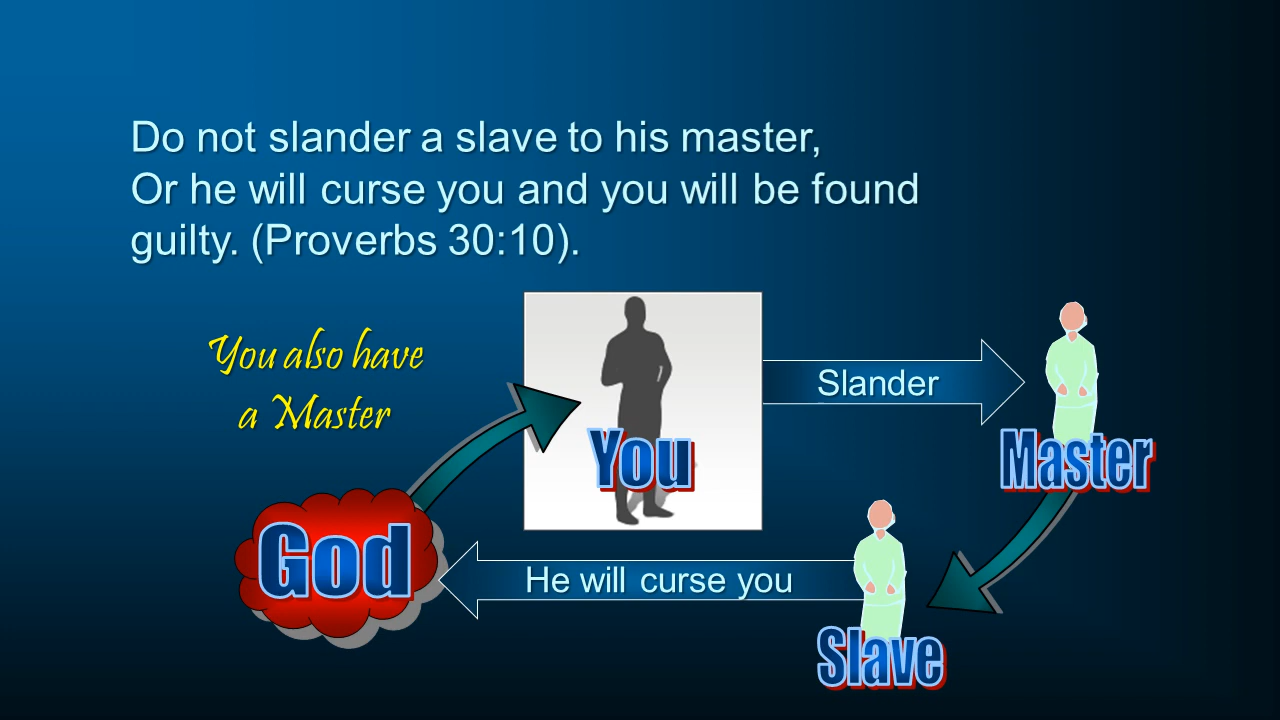 Do not slander a slave to his master,
Or he will curse you and you will be found
guilty. (Proverbs 30:10).
You also have
a Master
Slander
You
Master
God
He will curse you
Slave